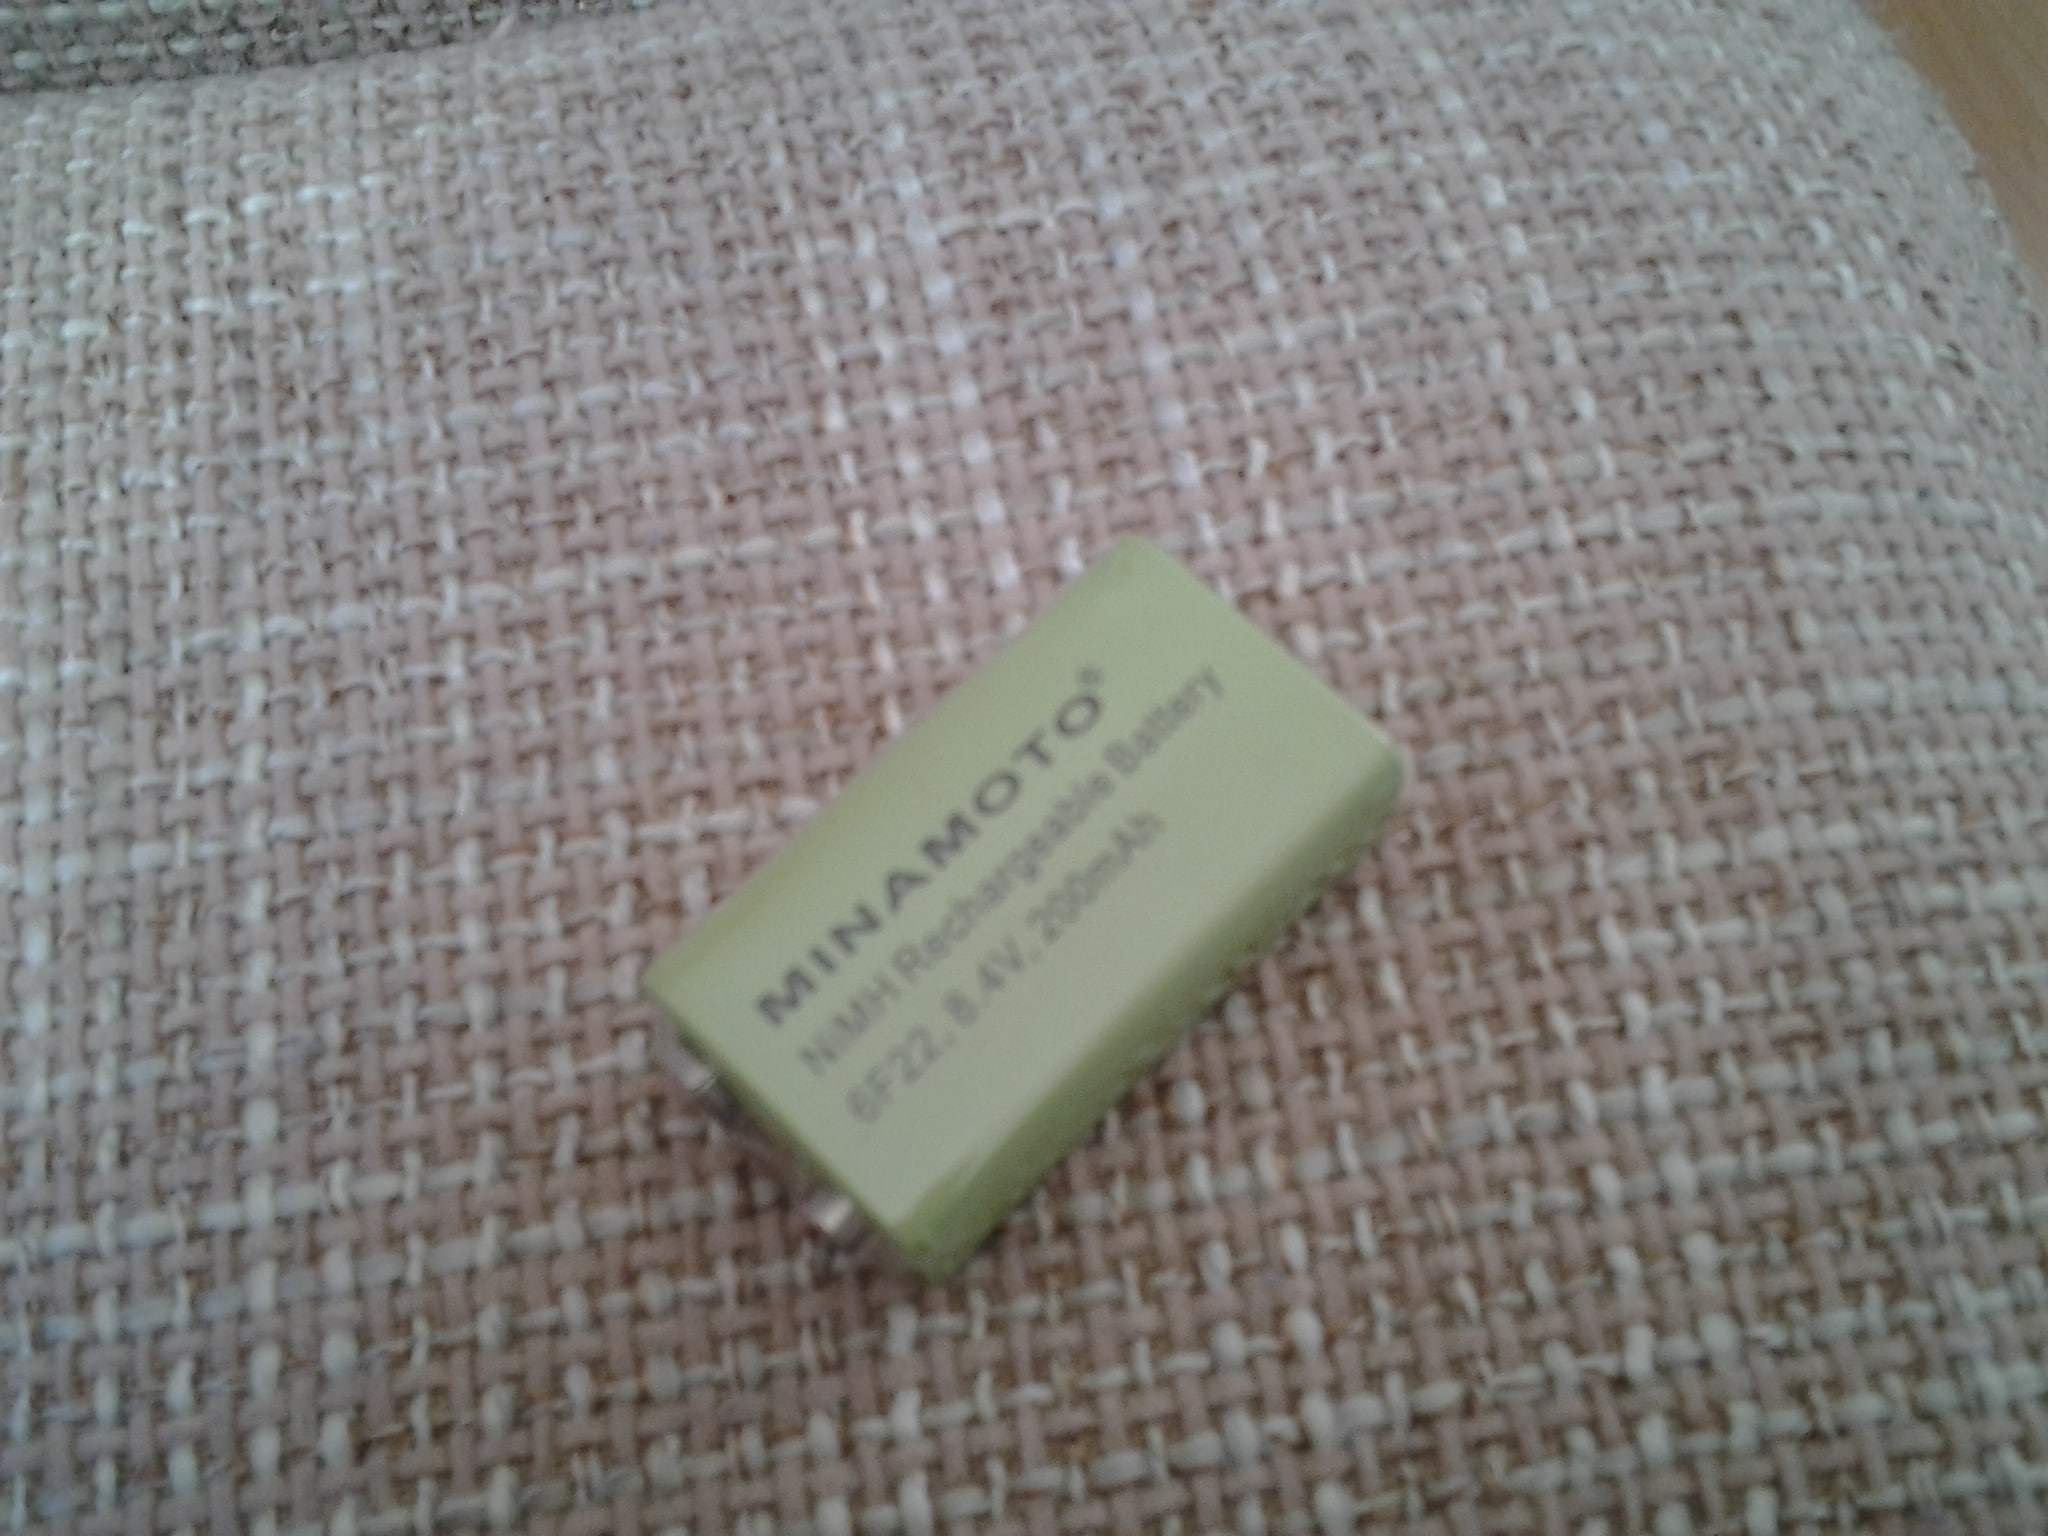 MINAMOTO®
NiMH Rechargeable Battery
6F22, 8.4V, 200mAh